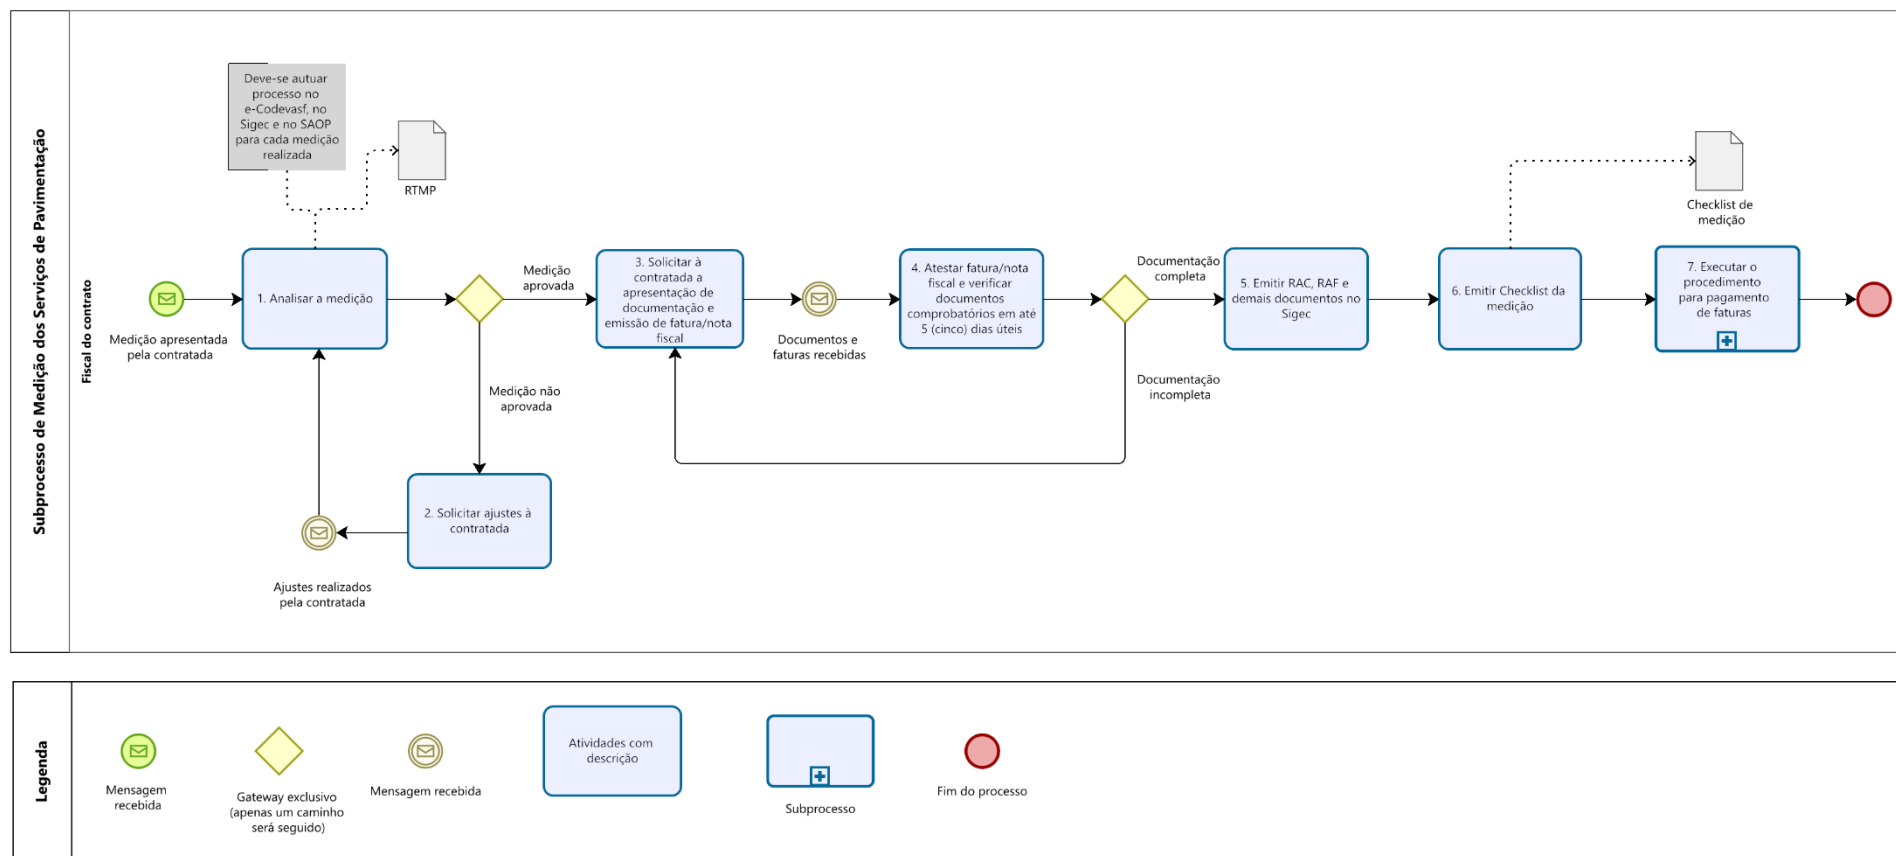 Subprocesso de Medição dos Serviços de Pavimentação
Fiscal do contrato
Deve-se autuar
processo no
e-Codevasf, no
Sigec e no SAOP
para cada medição
realizada
RTMP
Medição apresentada
pela contratada
1. Analisar a medição
Medição
aprovada
Medição não
aprovada
2. Solicitar ajustes à
contratada
Ajustes realizados
pela contratada
3. Solicitar à
contratada a
apresentação de
documentação e
emissão de fatura/nota
fiscal
Documentos e
faturas recebidas
4. Atestar fatura/nota
fiscal e verificar
documentos
comprobatórios em até
5 (cinco) dias úteis
Documentação
completa
Documentação
incompleta
5. Emitir RAC, RAF e
demais documentos no
Sigec
6. Emitir Checklist da
medição
Checklist de
medição
7. Executar o
procedimento
para pagamento
de faturas
Legenda
Mensagem
recebida
Gateway exclusivo
(apenas um caminho
será seguido)
Mensagem recebida
Atividades com
descrição
Subprocesso
Fim do processo